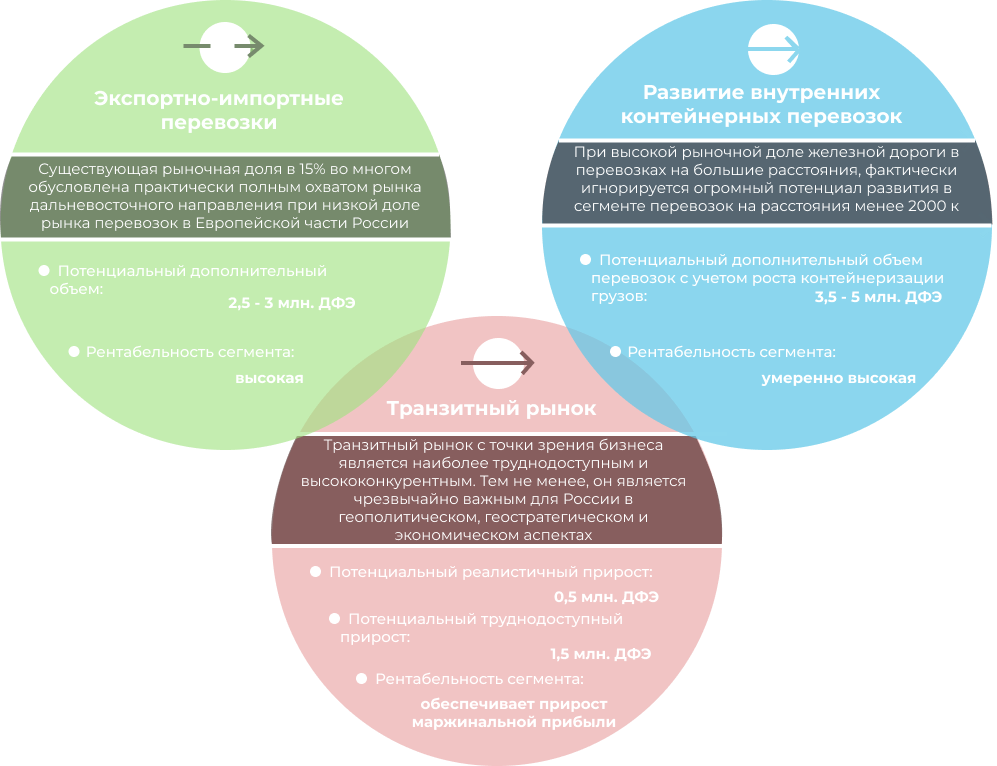 Экспортно-импортные
перевозки
Существующая рыночная доля в 15% во многом
обусловлена практически полным охватом рынка
дальневосточного направления при низкой доле
рынка перевозок в Европейской части России
Потенциальный дополнительный
объем:
2,5 - 3 млн. ДФЭ
Рентабельность сегмента:
высокая
Развитие внутренних
контейнерных перевозок
При высокой рыночной доле железной дороги в
перевозках на большие расстояния, фактически
игнорируется огромный потенциал развития в
сегменте перевозок на расстояния менее 2000 к
Потенциальный дополнительный объем
перевозок с учетом роста контейнеризации
грузов:
3,5 - 5 млн. ДФЭ
Рентабельность сегмента:
умеренно высокая
Транзитный рынок
Транзитный рынок с точки зрения бизнеса
является наиболее труднодоступным и
высококонкурентным. Тем не менее, он является
чрезвычайно важным для России в
геополитическом, геостратегическом и
экономическом аспектах
Потенциальный реалистичный прирост:
0,5 млн. ДФЭ
Потенциальный труднодоступный
прирост:
1,5 млн. ДФЭ
Рентабельность сегмента:
обеспечивает прирост
маржинальной прибыли